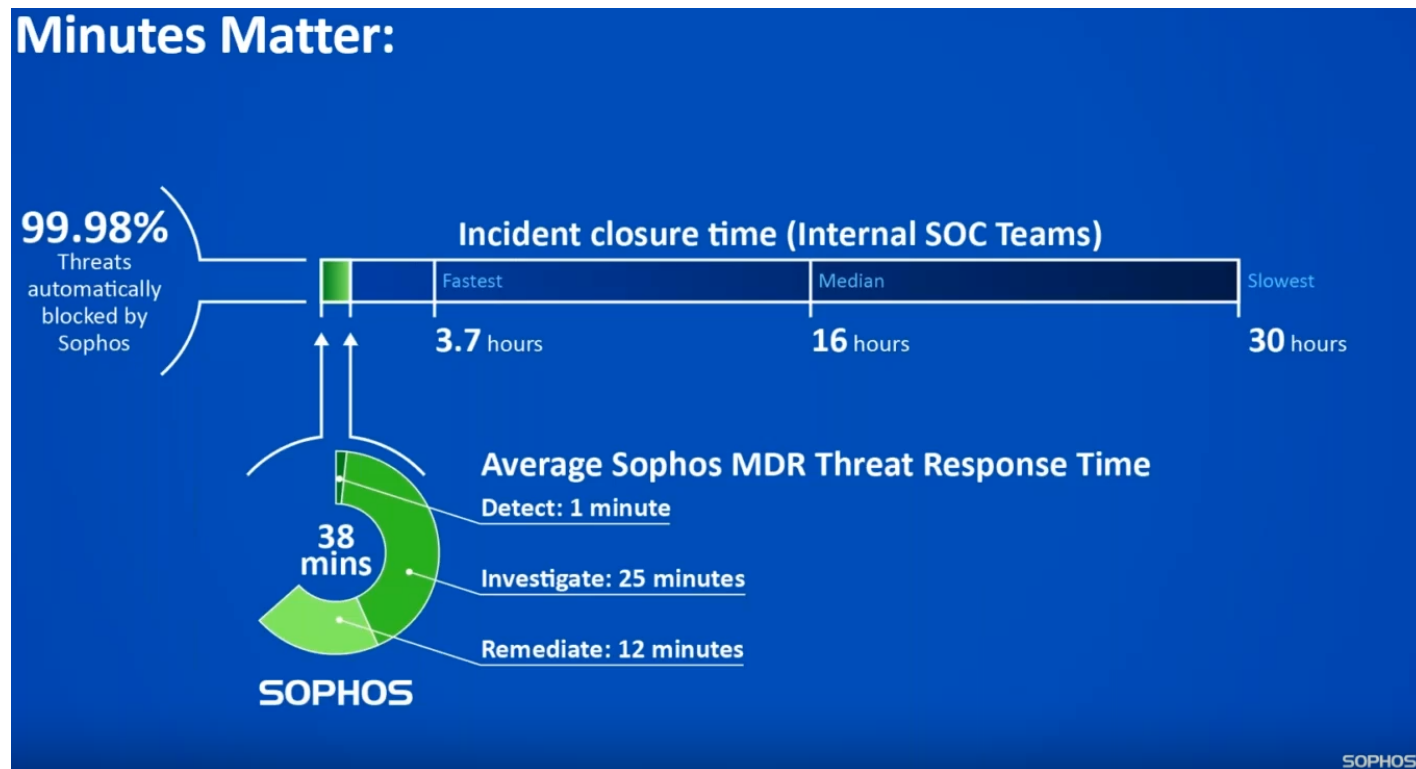 Minutes Matter:
99.98%
Threats
automatically
blocked by
Sophos
Incident closure time (Internal SOC Teams)
Fastest
Median
Slowest
3.7 hours
16 hours
30 hours
Average Sophos MDR Threat Response Time
Detect: 1 minute
38
mins
Investigate: 25 minutes
Remediate: 12 minutes
SOPHOS
SOPHOS